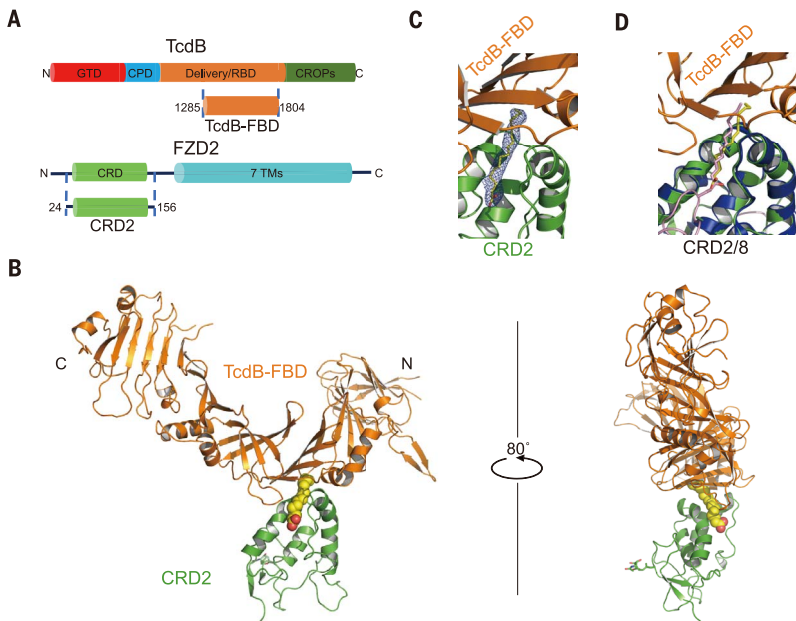 A
TcdB
N GTD CPD Delivery/RBD CROPs C
1285 1804
TcdB-FBD
FZD2
N CRD 7 TMs C
24 156
CRD2
C
TcdB-FBD
CRD2
D
TcdB-FBD
CRD2/8
B
C TcdB-FBD N
CRD2
80°